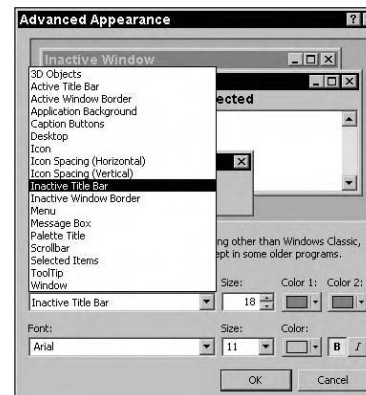 Advanced Appearance
Inactive Window
3D Objects
Active Title Bar
Active Window Border
Application Background
Caption Buttons
Desktop
Icon
Icon Spacing (Horizontal)
Icon Spacing (Vertical)
Inactive Title Bar
Inactive Window Border
Menu
Message Box
Palette Title
Scrollbar
Selected Items
ToolTip
Window
ected
ng other than Windows Classic,
ept in some older programs.
Size: Color 1: Color 2:
Inactive Title Bar 18
Font: Size: Color:
Arial 11 B I
OK Cancel